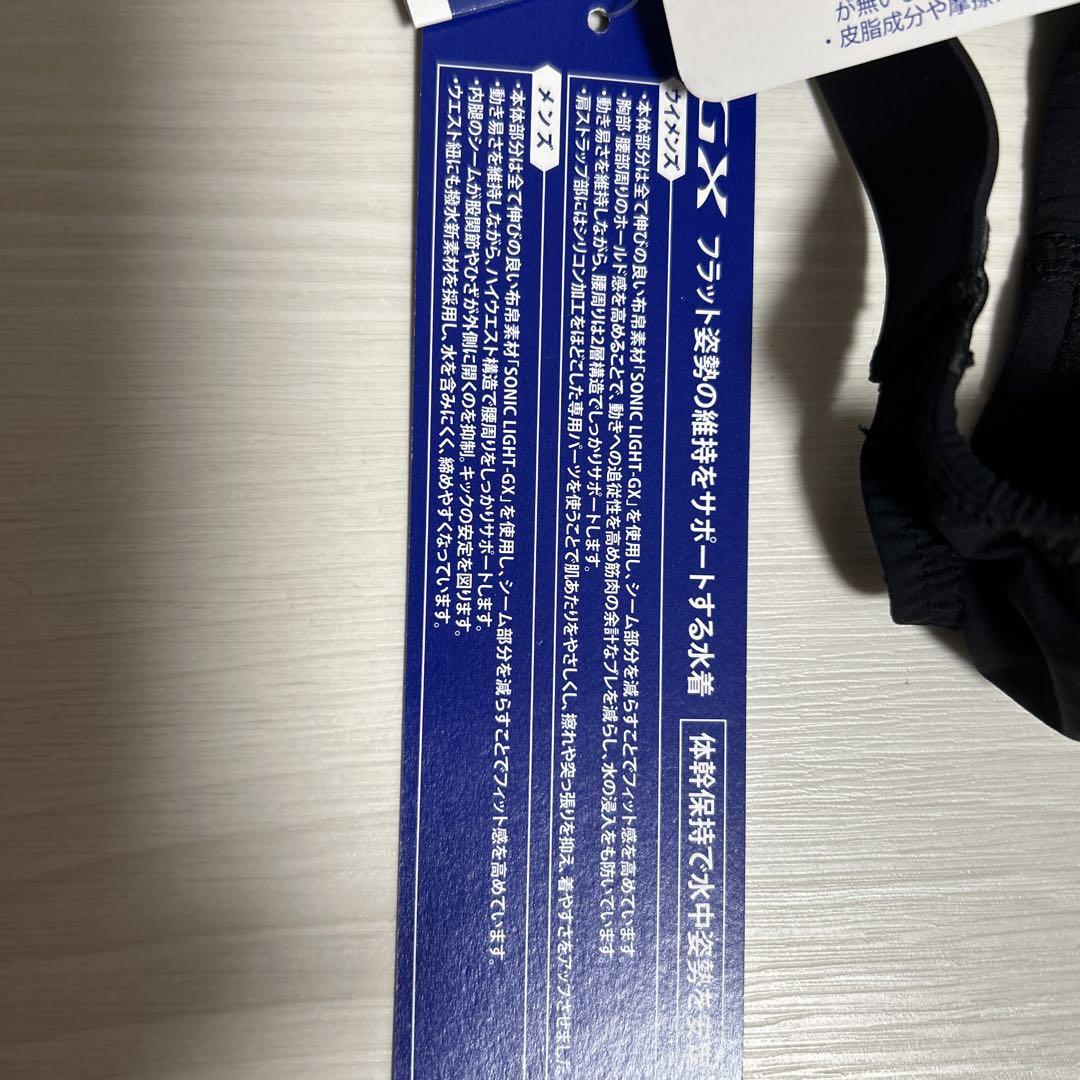 が無い
・皮脂成分や摩擦
GX フラット姿勢の維持をサポートする水着 体幹保持で水中姿勢を安定
ウイメンズ
・本体部分は全て伸びの良い布帛素材「SONIC LIGHT-GX」を使用し、シーム部分を減らすことでフィット感を高めています
・胸部・腰部周りのホールド感を高めることで、動きへの追従性を高め筋肉の余計なブレを減らし、水の浸入をも防いでいます
・動き易さを維持しながら、腰周りは2層構造でしっかりサポートします。
・肩ストラップ部にはシリコン加工をほどこした専用パーツを使うことで肌あたりをやさしくし、擦れや突っ張りを抑え、着やすさをアップさせました
メンズ
・本体部分は全て伸びの良い布帛素材「SONIC LIGHT-GX」を使用し、シーム部分を減らすことでフィット感を高めています。
・動き易さを維持しながら、ハイウエスト構造で腰周りをしっかりサポートします。
・内腿のシームが股関節やひざが外側に開くのを抑制。キックの安定を図ります。
・ウエスト紐にも撥水新素材を採用し、水を含みにくく、締めやすくなっています。